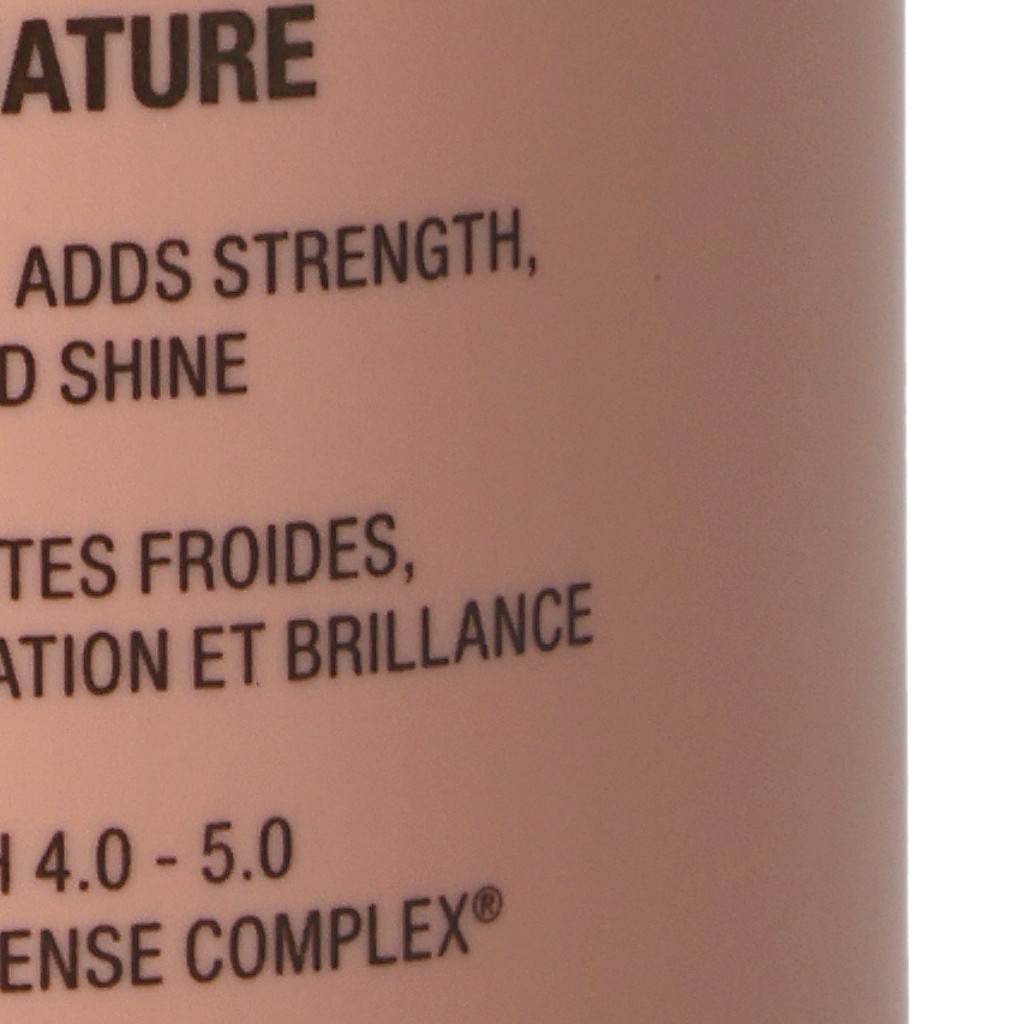 ATURE
ADDS STRENGTH,
D SHINE
TES FROIDES,
ATION ET BRILLANCE
H 4.0 - 5.0
ENSE COMPLEX®